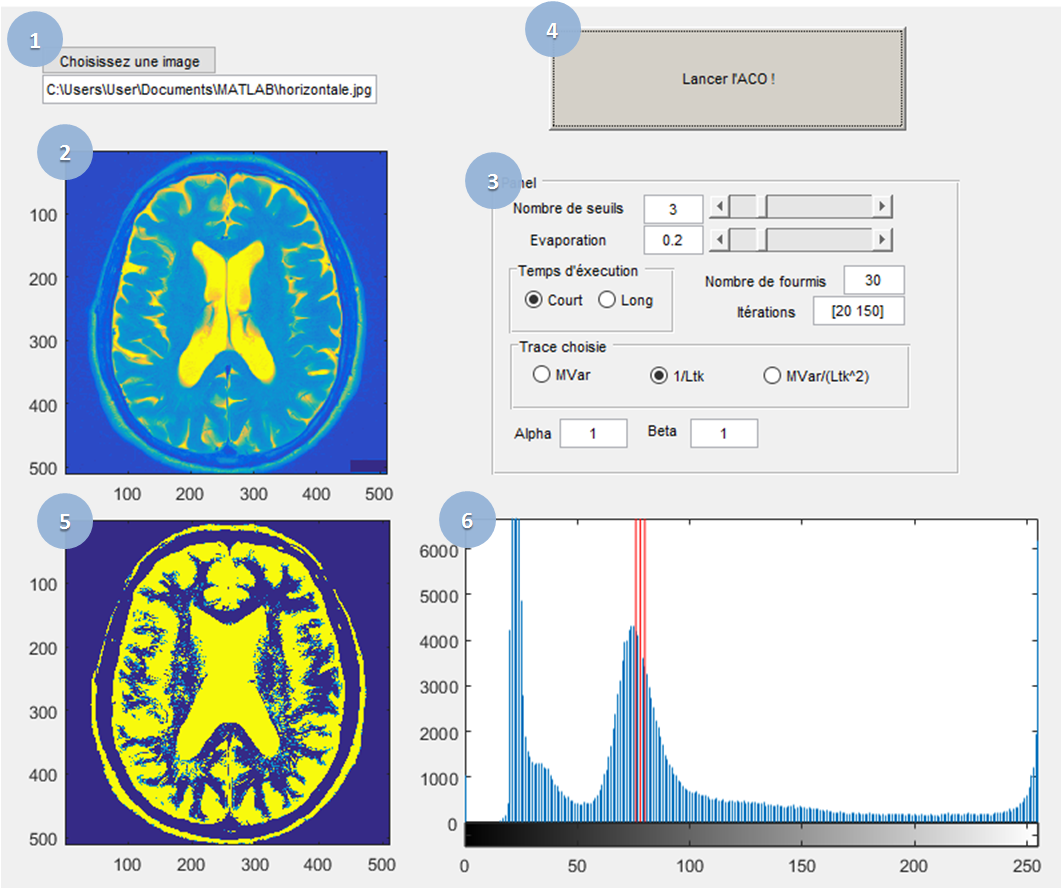 1
Choisissez une image
C:\Users\User\Documents\MATLAB\horizontale.jpg
4
Lancer l'ACO !
2
100
200
300
400
500
100 200 300 400 500
3
nel
Nombre de seuils 3
Evaporation 0.2
Temps d'éxecution
Court Long
Nombre de fourmis 30
Itérations [20 150]
Trace choisie
MVar 1/Ltk MVar/(Ltk^2)
Alpha 1 Beta 1
5
100
200
300
400
500
100 200 300 400 500
6
6000
5000
4000
3000
2000
1000
0
0 50 100 150 200 250